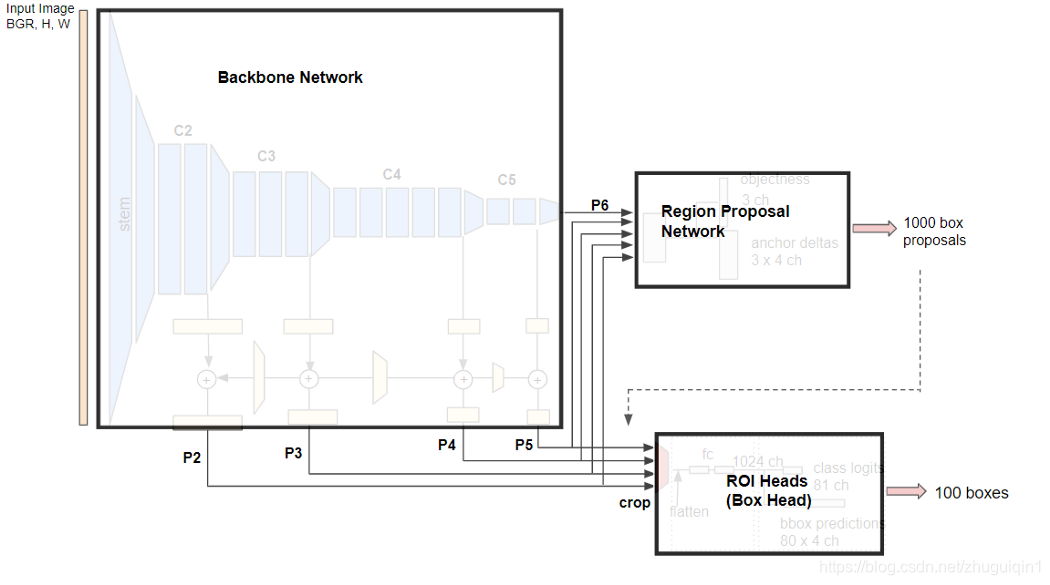 Input Image
BGR, H, W
Backbone Network
C2
C3
C4
C5
stem
P6
objectness
3 ch
Region Proposal
Network
anchor deltas
3 x 4 ch
1000 box
proposals
P2
P3
P4
P5
crop
fc
1024 ch
class logits
81 ch
ROI Heads
(Box Head)
flatten
bbox predictions
80 x 4 ch
100 boxes
https://blog.csdn.net/zhuguiqin1